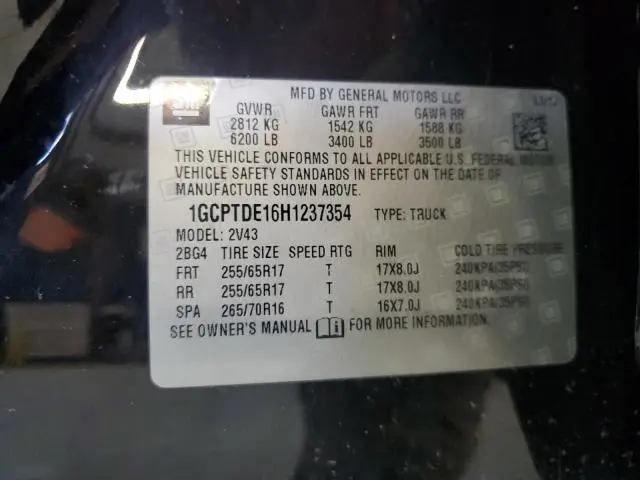 GM
MFD BY GENERAL MOTORS LLC
GVWR GAWR FRT GAWR RR
2812 KG 1542 KG 1588 KG
6200 LB 3400 LB 3500 LB
THIS VEHICLE CONFORMS TO ALL APPLICABLE U.S. FEDERAL MOTOR
VEHICLE SAFETY STANDARDS IN EFFECT ON THE DATE OF
MANUFACTURE SHOWN ABOVE.
1GCPTDE16H1237354 TYPE: TRUCK
MODEL: 2V43
2BG4 TIRE SIZE SPEED RTG RIM COLD TIRE PRESSURE
FRT 255/65R17 T 17X8.0J 240KPA(35PSI)
RR 255/65R17 T 17X8.0J 240KPA(35PSI)
SPA 265/70R16 T 16X7.0J 240KPA(35PSI)
SEE OWNER'S MANUAL FOR MORE INFORMATION.